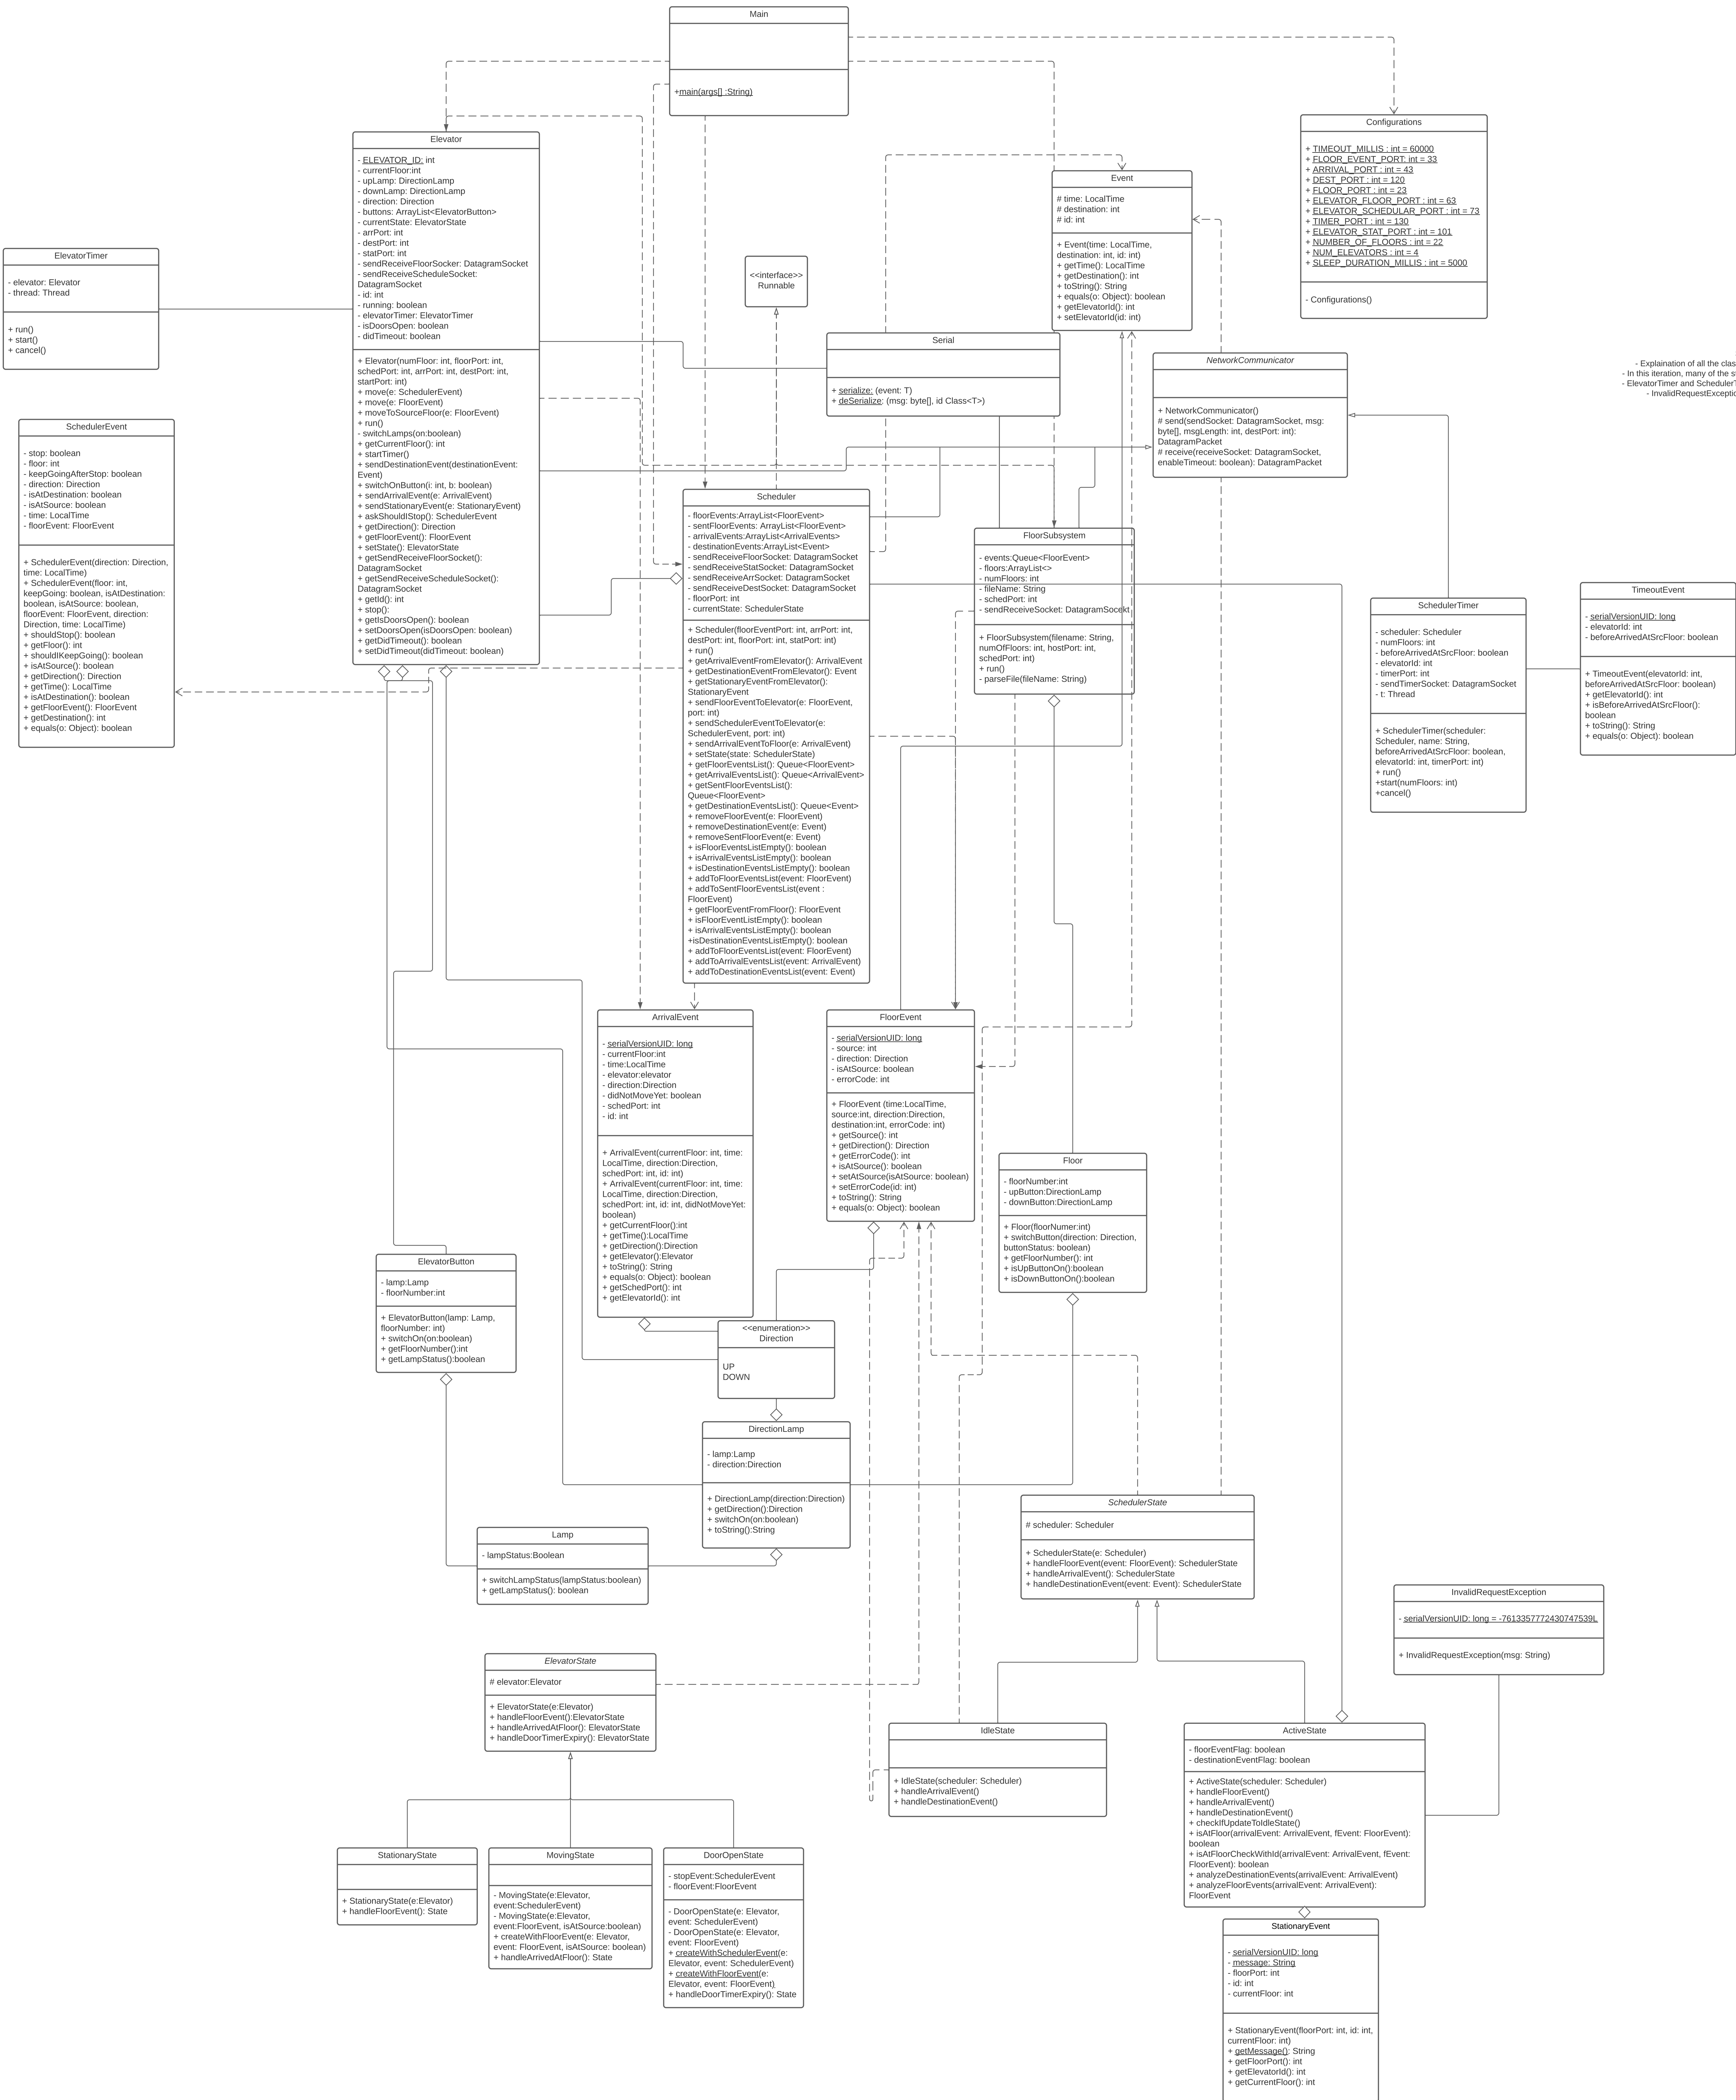 Main
+main(args[] :String)
Configurations
+ TIMEOUT_MILLIS : int = 60000
+ FLOOR_EVENT_PORT: int = 33
+ ARRIVAL_PORT : int = 43
+ DEST_PORT : int = 120
+ FLOOR_PORT : int = 23
+ ELEVATOR_FLOOR_PORT : int = 63
+ ELEVATOR_SCHEDULAR_PORT : int = 73
+ TIMER_PORT : int = 130
+ ELEVATOR_STAT_PORT : int = 101
+ NUMBER_OF_FLOORS : int = 22
+ NUM_ELEVATORS : int = 4
+ SLEEP_DURATION_MILLIS : int = 5000
- Configurations()
Elevator
- ELEVATOR_ID: int
- currentFloor:int
- upLamp: DirectionLamp
- downLamp: DirectionLamp
- direction: Direction
- buttons: ArrayList<ElevatorButton>
- currentState: ElevatorState
- arrPort: int
- destPort: int
- statPort: int
- sendReceiveFloorSocker: DatagramSocket
- sendReceiveScheduleSocket:
DatagramSocket
- id: int
- running: boolean
- elevatorTimer: ElevatorTimer
- isDoorsOpen: boolean
- didTimeout: boolean
+ Elevator(numFloor: int, floorPort: int,
schedPort: int, arrPort: int, destPort: int,
startPort: int)
+ move(e: SchedulerEvent)
+ move(e: FloorEvent)
+ moveToSourceFloor(e: FloorEvent)
+ run()
- switchLamps(on:boolean)
+ getCurrentFloor(): int
+ startTimer()
+ sendDestinationEvent(destinationEvent:
Event)
+ switchOnButton(i: int, b: boolean)
+ sendArrivalEvent(e: ArrivalEvent)
+ sendStationaryEvent(e: StationaryEvent)
+ askShouldIStop(): SchedulerEvent
+ getDirection(): Direction
+ getFloorEvent(): FloorEvent
+ setState(): ElevatorState
+ getSendReceiveFloorSocket():
DatagramSocket
+ getSendReceiveScheduleSocket():
DatagramSocket
+ getId(): int
+ stop():
+ getIsDoorsOpen(): boolean
+ setDoorsOpen(isDoorsOpen: boolean)
+ getDidTimeout(): boolean
+ setDidTimeout(didTimeout: boolean)
Event
# time: LocalTime
# destination: int
# id: int
+ Event(time: LocalTime,
destination: int, id: int)
+ getTime(): LocalTime
+ getDestination(): int
+ toString(): String
+ equals(o: Object): boolean
+ getElevatorId(): int
+ setElevatorId(id: int)
ElevatorTimer
- elevator: Elevator
- thread: Thread
+ run()
+ start()
+ cancel()
<<interface>>
Runnable
Serial
+ serialize: (event: T)
+ deSerialize: (msg: byte[], id Class<T>)
NetworkCommunicator
+ NetworkCommunicator()
# send(sendSocket: DatagramSocket, msg:
byte[], msgLength: int, destPort: int):
DatagramPacket
# receive(receiveSocket: DatagramSocket,
enableTimeout: boolean): DatagramPacket
- Explaination of all the clas
- In this iteration, many of the s
- ElevatorTimer and SchedulerT
- InvalidRequestExceptio
SchedulerEvent
- stop: boolean
- floor: int
- keepGoingAfterStop: boolean
- direction: Direction
- isAtDestination: boolean
- isAtSource: boolean
- time: LocalTime
- floorEvent: FloorEvent
+ SchedulerEvent(direction: Direction,
time: LocalTime)
+ SchedulerEvent(floor: int,
keepGoing: boolean, isAtDestination:
boolean, isAtSource: boolean,
floorEvent: FloorEvent, direction:
Direction, time: LocalTime)
+ shouldStop(): boolean
+ getFloor(): int
+ shouldIKeepGoing(): boolean
+ isAtSource(): boolean
+ getDirection(): Direction
+ getTime(): LocalTime
+ isAtDestination(): boolean
+ getFloorEvent(): FloorEvent
+ getDestination(): int
+ equals(o: Object): boolean
Scheduler
- floorEvents:ArrayList<FloorEvent>
- sentFloorEvents: ArrayList<FloorEvent>
- arrivalEvents:ArrayList<ArrivalEvents>
- destinationEvents:ArrayList<Event>
- sendReceiveFloorSocket: DatagramSocket
- sendReceiveStatSocket: DatagramSocket
- sendReceiveArrSocket: DatagramSocket
- sendReceiveDestSocket: DatagramSocket
- floorPort: int
- currentState: SchedulerState
+ Scheduler(floorEventPort: int, arrPort: int,
destPort: int, floorPort: int, statPort: int)
+ run()
+ getArrivalEventFromElevator(): ArrivalEvent
+ getDestinationEventFromElevator(): Event
+ getStationaryEventFromElevator():
StationaryEvent
+ sendFloorEventToElevator(e: FloorEvent,
port: int)
+ sendSchedulerEventToElevator(e:
SchedulerEvent, port: int)
+ sendArrivalEventToFloor(e: ArrivalEvent)
+ setState(state: SchedulerState)
+ getFloorEventsList(): Queue<FloorEvent>
+ getArrivalEventsList(): Queue<ArrivalEvent>
+ getSentFloorEventsList():
Queue<FloorEvent>
+ getDestinationEventsList(): Queue<Event>
+ removeFloorEvent(e: FloorEvent)
+ removeDestinationEvent(e: Event)
+ removeSentFloorEvent(e: Event)
+ isFloorEventsListEmpty(): boolean
+ isArrivalEventsListEmpty(): boolean
+ isDestinationEventsListEmpty(): boolean
+ addToFloorEventsList(event: FloorEvent)
+ addToSentFloorEventsList(event :
FloorEvent)
+ getFloorEventFromFloor(): FloorEvent
+ isFloorEventListEmpty(): boolean
+ isArrivalEventsListEmpty(): boolean
+isDestinationEventsListEmpty(): boolean
+ addToFloorEventsList(event: FloorEvent)
+ addToArrivalEventsList(event: ArrivalEvent)
+ addToDestinationEventsList(event: Event)
FloorSubsystem
- events:Queue<FloorEvent>
- floors:ArrayList<>
- numFloors: int
- fileName: String
- schedPort: int
- sendReceiveSocket: DatagramSocekt
+ FloorSubsystem(filename: String,
numOfFloors: int, hostPort: int,
schedPort: int)
+ run()
- parseFile(fileName: String)
SchedulerTimer
- scheduler: Scheduler
- numFloors: int
- beforeArrivedAtSrcFloor: boolean
- elevatorId: int
- timerPort: int
- sendTimerSocket: DatagramSocket
- t: Thread
+ SchedulerTimer(scheduler:
Scheduler, name: String,
beforeArrivedAtSrcFloor: boolean,
elevatorId: int, timerPort: int)
+ run()
+start(numFloors: int)
+cancel()
TimeoutEvent
- serialVersionUID: long
- elevatorId: int
- beforeArrivedAtSrcFloor: boolean
+ TimeoutEvent(elevatorId: int,
beforeArrivedAtSrcFloor: boolean)
+ getElevatorId(): int
+ isBeforeArrivedAtSrcFloor():
boolean
+ toString(): String
+ equals(o: Object): boolean
ArrivalEvent
- serialVersionUID: long
- currentFloor:int
- time:LocalTime
- elevator:elevator
- direction:Direction
- didNotMoveYet: boolean
- schedPort: int
- id: int
+ ArrivalEvent(currentFloor: int, time:
LocalTime, direction:Direction,
schedPort: int, id: int)
+ ArrivalEvent(currentFloor: int, time:
LocalTime, direction:Direction,
schedPort: int, id: int, didNotMoveYet:
boolean)
+ getCurrentFloor():int
+ getTime():LocalTime
+ getDirection():Direction
+ getElevator():Elevator
+ toString(): String
+ equals(o: Object): boolean
+ getSchedPort(): int
+ getElevatorId(): int
FloorEvent
- serialVersionUID: long
- source: int
- direction: Direction
- isAtSource: boolean
- errorCode: int
+ FloorEvent (time:LocalTime,
source:int, direction:Direction,
destination:int, errorCode: int)
+ getSource(): int
+ getDirection(): Direction
+ getErrorCode(): int
+ isAtSource(): boolean
+ setAtSource(isAtSource: boolean)
+ setErrorCode(id: int)
+ toString(): String
+ equals(o: Object): boolean
Floor
- floorNumber:int
- upButton:DirectionLamp
- downButton:DirectionLamp
+ Floor(floorNumer:int)
+ switchButton(direction: Direction,
buttonStatus: boolean)
+ getFloorNumber(): int
+ isUpButtonOn():boolean
+ isDownButtonOn():boolean
ElevatorButton
- lamp:Lamp
- floorNumber:int
+ ElevatorButton(lamp: Lamp,
floorNumber: int)
+ switchOn(on:boolean)
+ getFloorNumber():int
+ getLampStatus():boolean
<<enumeration>>
Direction
UP
DOWN
DirectionLamp
- lamp:Lamp
- direction:Direction
+ DirectionLamp(direction:Direction)
+ getDirection():Direction
+ switchOn(on:boolean)
+ toString():String
Lamp
- lampStatus:Boolean
+ switchLampStatus(lampStatus:boolean)
+ getLampStatus(): boolean
SchedulerState
# scheduler: Scheduler
+ SchedulerState(e: Scheduler)
+ handleFloorEvent(event: FloorEvent): SchedulerState
+ handleArrivalEvent(): SchedulerState
+ handleDestinationEvent(event: Event): SchedulerState
InvalidRequestException
- serialVersionUID: long = -7613357772430747539L
+ InvalidRequestException(msg: String)
ElevatorState
# elevator:Elevator
+ ElevatorState(e:Elevator)
+ handleFloorEvent():ElevatorState
+ handleArrivedAtFloor(): ElevatorState
+ handleDoorTimerExpiry(): ElevatorState
IdleState
+ IdleState(scheduler: Scheduler)
+ handleArrivalEvent()
+ handleDestinationEvent()
ActiveState
- floorEventFlag: boolean
- destinationEventFlag: boolean
+ ActiveState(scheduler: Scheduler)
+ handleFloorEvent()
+ handleArrivalEvent()
+ handleDestinationEvent()
+ checkIfUpdateToIdleState()
+ isAtFloor(arrivalEvent: ArrivalEvent, fEvent: FloorEvent):
boolean
+ isAtFloorCheckWithId(arrivalEvent: ArrivalEvent, fEvent:
FloorEvent): boolean
+ analyzeDestinationEvents(arrivalEvent: ArrivalEvent)
+ analyzeFloorEvents(arrivalEvent: ArrivalEvent):
FloorEvent
StationaryState
+ StationaryState(e:Elevator)
+ handleFloorEvent(): State
MovingState
- MovingState(e:Elevator,
event:SchedulerEvent)
- MovingState(e:Elevator,
event:FloorEvent, isAtSource:boolean)
+ createWithFloorEvent(e: Elevator,
event: FloorEvent, isAtSource: boolean)
+ handleArrivedAtFloor(): State
DoorOpenState
- stopEvent:SchedulerEvent
- floorEvent:FloorEvent
- DoorOpenState(e: Elevator,
event: SchedulerEvent)
- DoorOpenState(e: Elevator,
event: FloorEvent)
+ createWithSchedulerEvent(e:
Elevator, event: SchedulerEvent)
+ createWithFloorEvent(e:
Elevator, event: FloorEvent)
+ handleDoorTimerExpiry(): State
StationaryEvent
- serialVersionUID: long
- message: String
- floorPort: int
- id: int
- currentFloor: int
+ StationaryEvent(floorPort: int, id: int,
currentFloor: int)
+ getMessage(): String
+ getFloorPort(): int
+ getElevatorId(): int
+ getCurrentFloor(): int